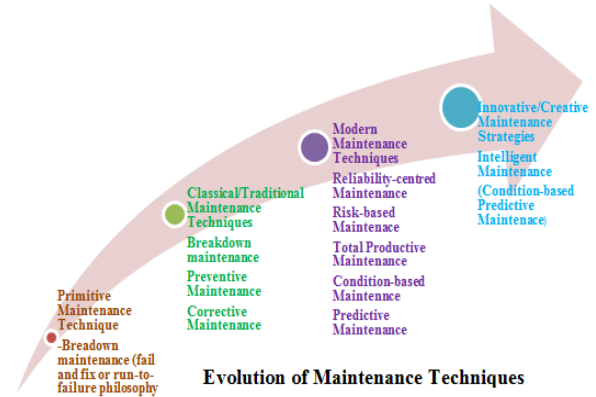 Primitive
Maintenance
Technique
-Breadown
maintenance (fail
and fix or run-to-
failure philosophy
Classical/Traditional
Maintenance
Techniques
Breakdown
maintenance
Preventive
Maintenance
Corrective
Maintenance
Modern
Maintenance
Techniques
Reliability-centred
Maintenance
Risk-based
Maintenace
Total Productive
Maintenance
Condition-based
Maintennce
Predictive
Maintenance
Innovative/Creative
Maintenance
Strategies
Intelligent
Maintenance
(Condition-based
Predictive
Maintenace)
Evolution of Maintenance Techniques